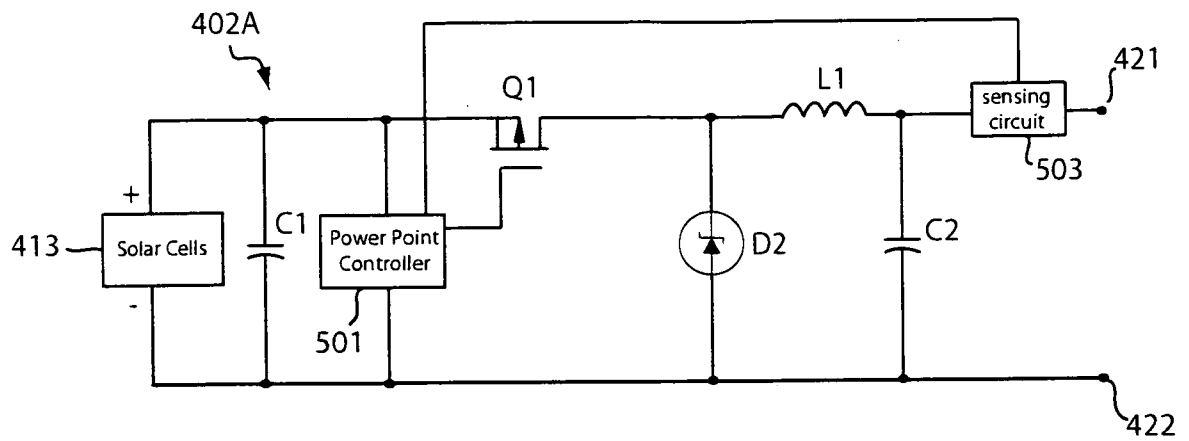 402A
Q1
L1
421
sensing
circuit
503
+
413
Solar Cells
-
C1
Power Point
Controller
501
D2
C2
422